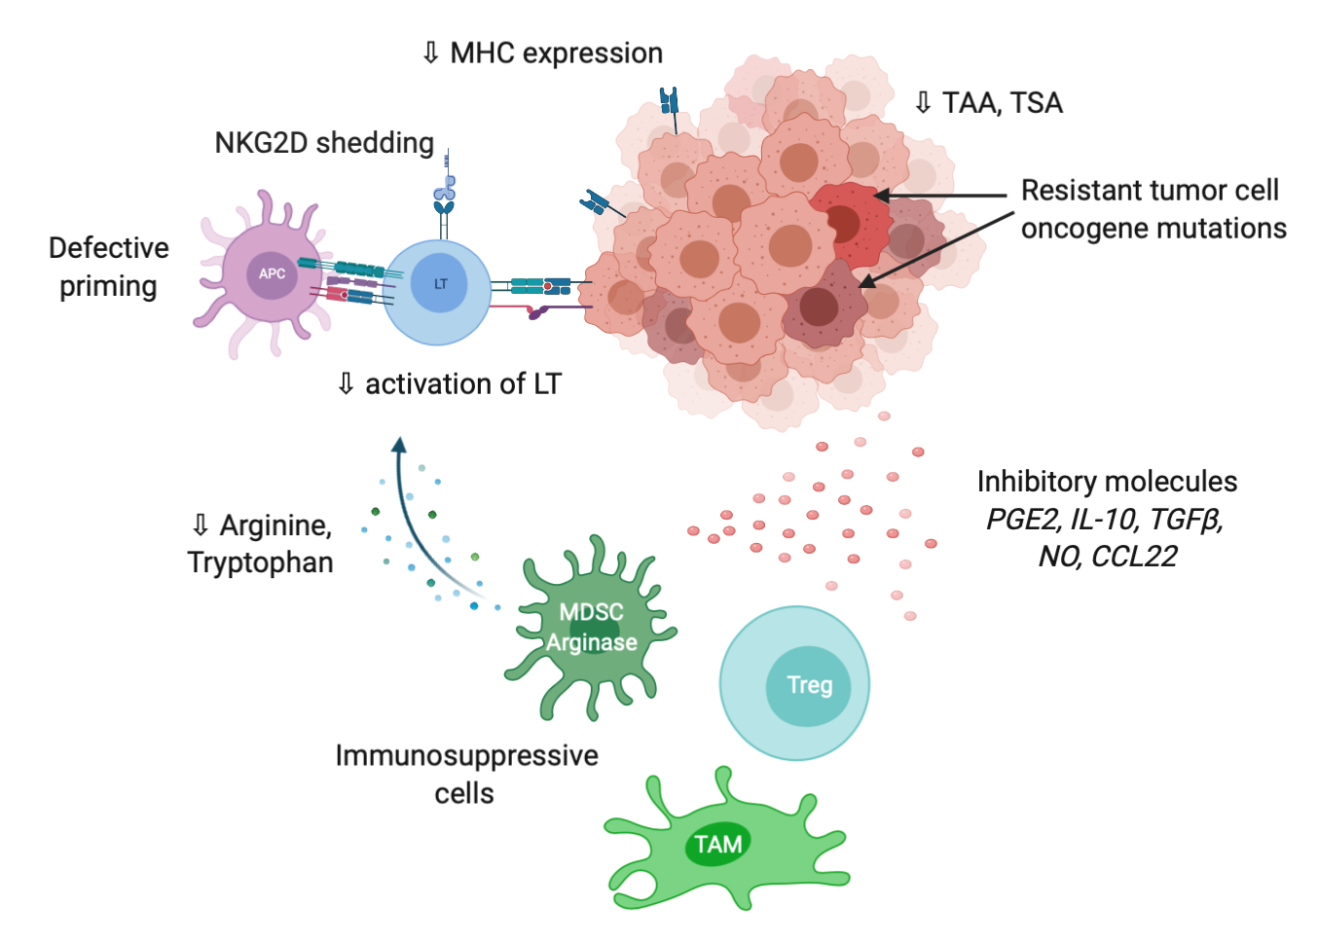 ⇩ MHC expression
⇩ TAA, TSA
NKG2D shedding
Resistant tumor cell
oncogene mutations
Defective
priming
APC
LT
⇩ activation of LT
Inhibitory molecules
PGE2, IL-10, TGFβ,
NO, CCL22
⇩ Arginine,
Tryptophan
MDSC
Arginase
Treg
Immunosuppressive
cells
TAM